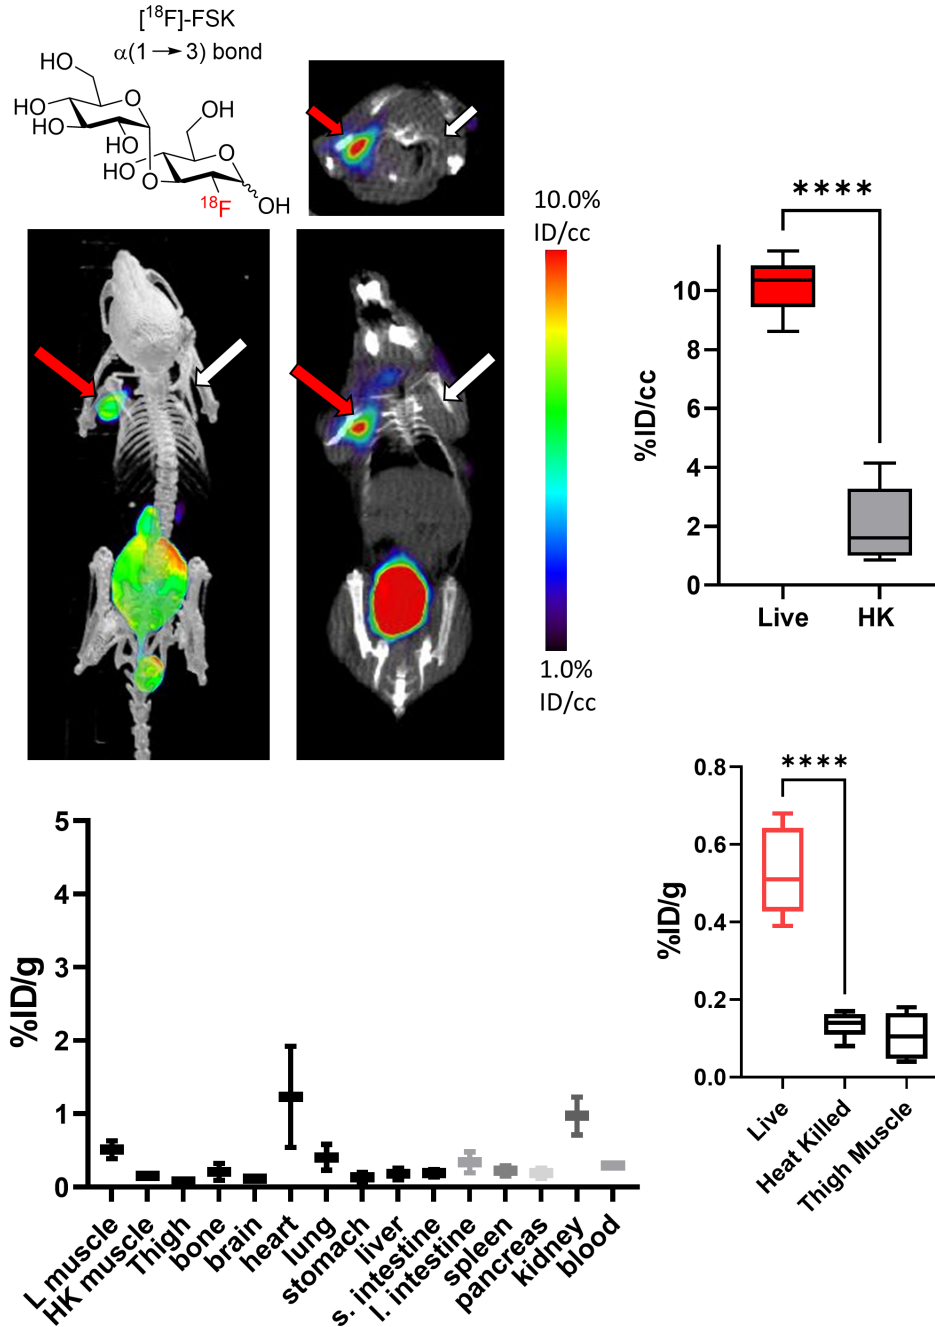 [¹⁸F]-FSK
α(1 → 3) bond
HO
HO
HO
O
HO
OH
HO
O
O
¹⁸F
OH
10.0%
ID/cc
1.0%
ID/cc
****
%ID/cc
10
8
6
4
2
0
Live
HK
****
%ID/g
0.8
0.6
0.4
0.2
0.0
Live
Heat Killed
Thigh Muscle
%ID/g
5
4
3
2
1
0
L muscle
HK muscle
Thigh
bone
brain
heart
lung
stomach
liver
s. intestine
l. intestine
spleen
pancreas
kidney
blood